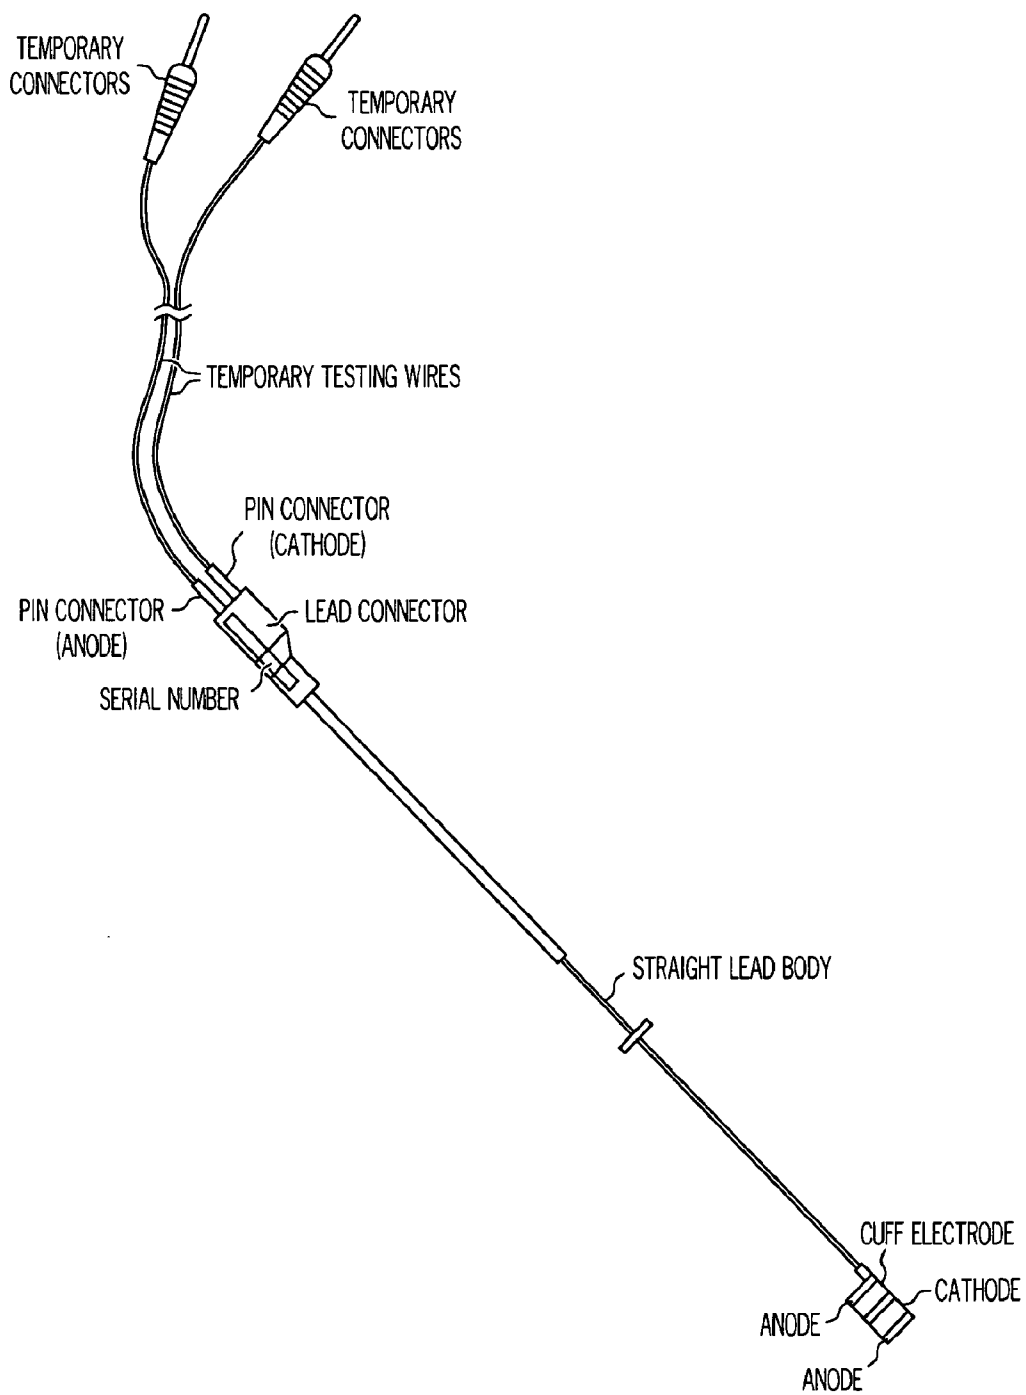 TEMPORARY
CONNECTORS
TEMPORARY
CONNECTORS
TEMPORARY TESTING WIRES
PIN CONNECTOR
(CATHODE)
PIN CONNECTOR
(ANODE)
LEAD CONNECTOR
SERIAL NUMBER
STRAIGHT LEAD BODY
CUFF ELECTRODE
CATHODE
ANODE
ANODE